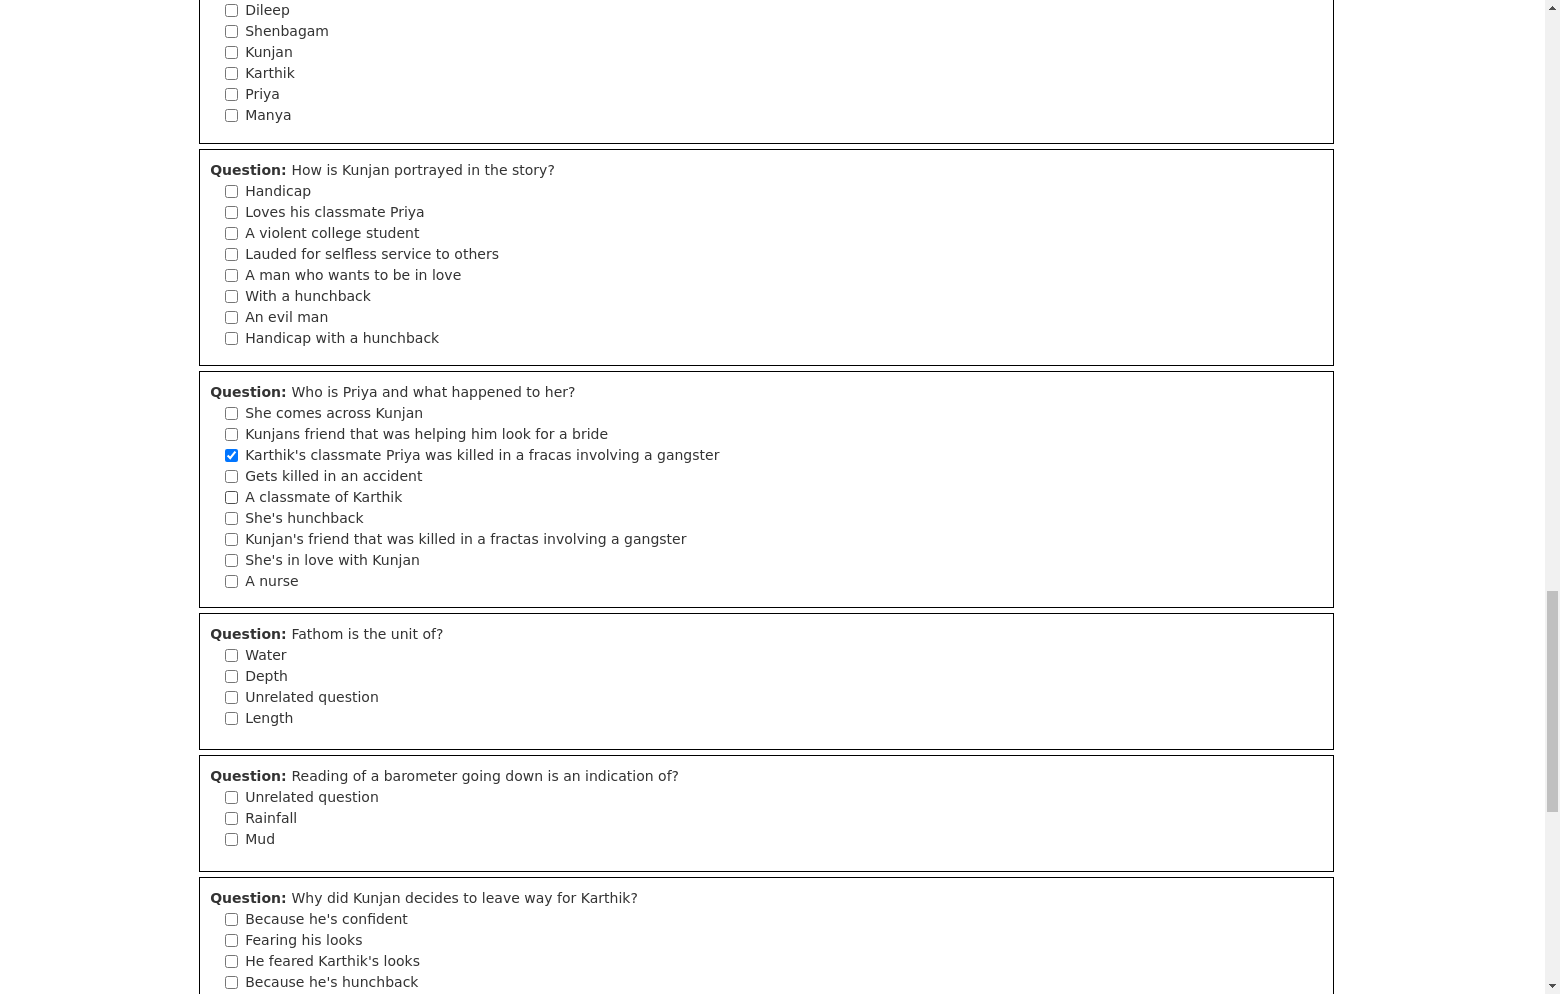 Dileep
Shenbagam
Kunjan
Karthik
Priya
Manya
Question: How is Kunjan portrayed in the story?
Handicap
Loves his classmate Priya
A violent college student
Lauded for selfless service to others
A man who wants to be in love
With a hunchback
An evil man
Handicap with a hunchback
Question: Who is Priya and what happened to her?
She comes across Kunjan
Kunjans friend that was helping him look for a bride
Karthik's classmate Priya was killed in a fracas involving a gangster
Gets killed in an accident
A classmate of Karthik
She's hunchback
Kunjan's friend that was killed in a fractas involving a gangster
She's in love with Kunjan
A nurse
Question: Fathom is the unit of?
Water
Depth
Unrelated question
Length
Question: Reading of a barometer going down is an indication of?
Unrelated question
Rainfall
Mud
Question: Why did Kunjan decides to leave way for Karthik?
Because he's confident
Fearing his looks
He feared Karthik's looks
Because he's hunchback